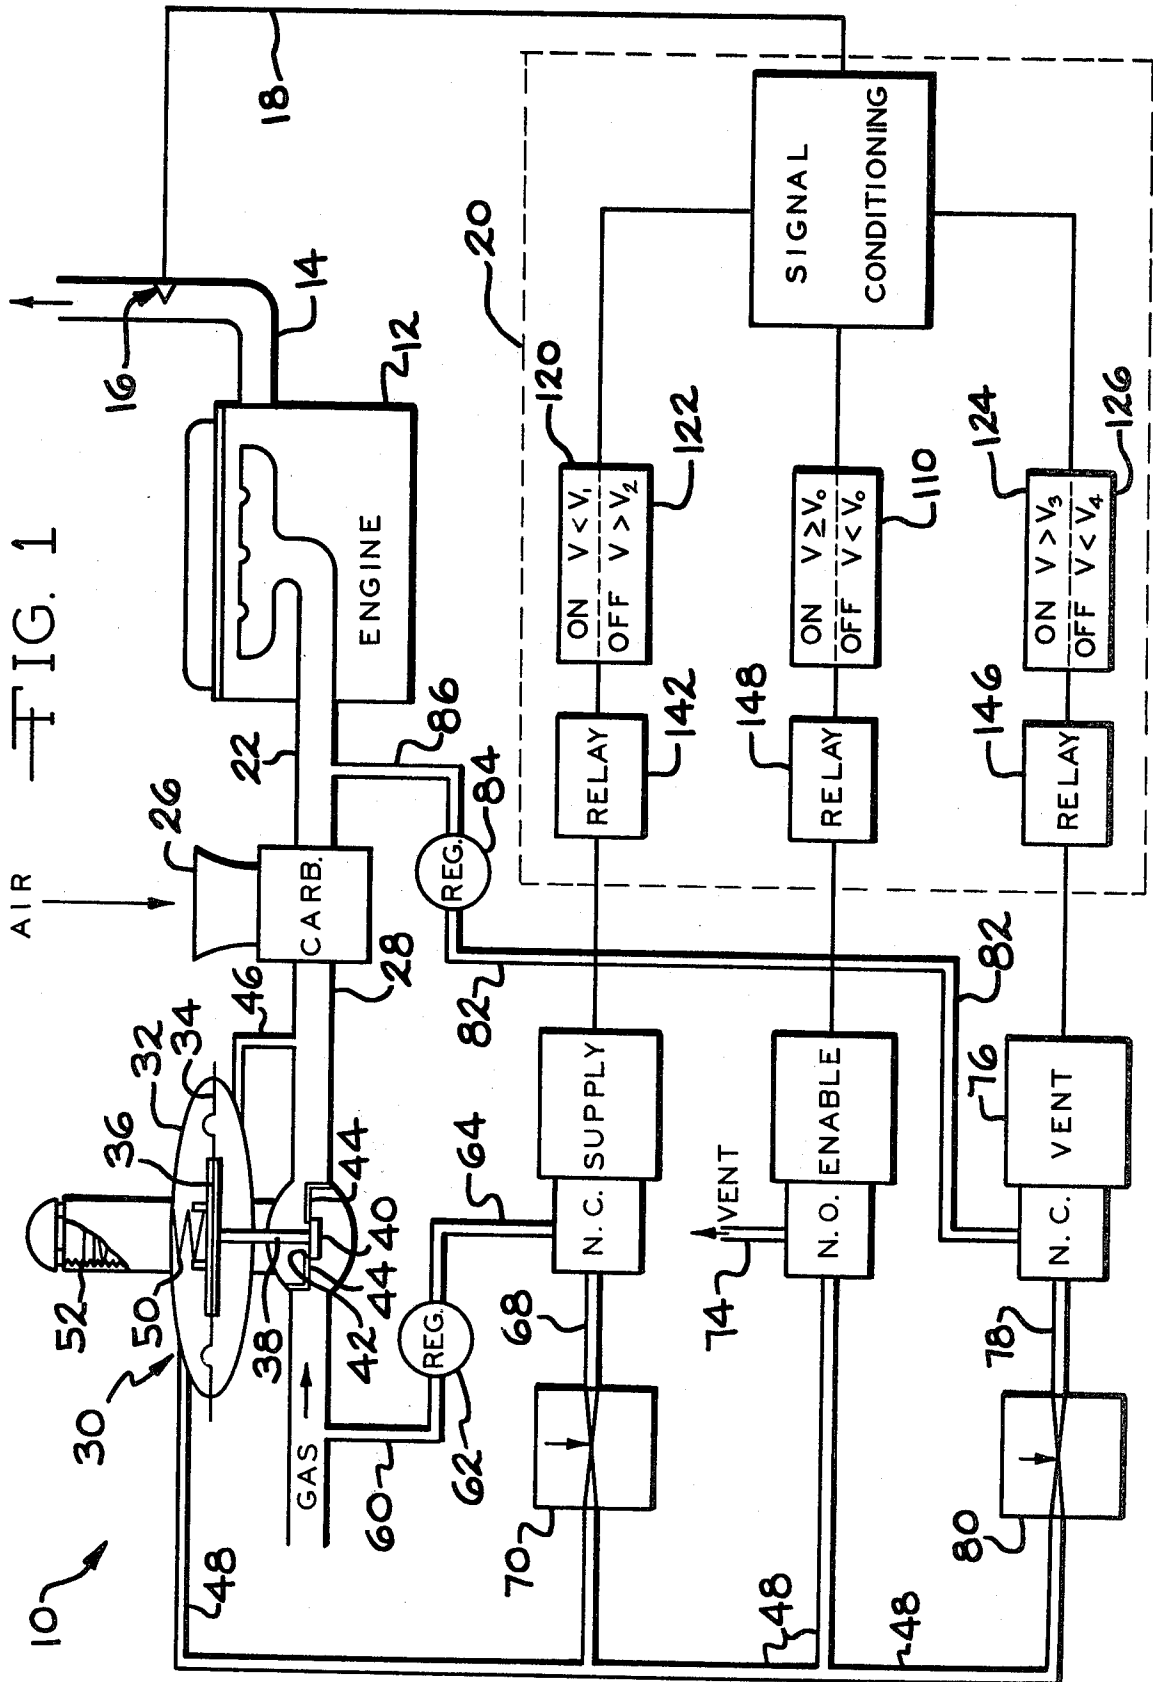 FIG. 1
AIR
10
30
52
50
36
32
34
46
26
22
16
14
12
18
48
GAS
38
42
44
40
44
28
CARB.
ENGINE
60
62
REG.
64
REG.
84
86
20
70
68
N.C.
SUPPLY
82
RELAY
142
120
ON V < V1
OFF V > V2
122
SIGNAL
CONDITIONING
48
74
VENT
N.O.
ENABLE
148
RELAY
ON V ≥ V0
OFF V < V0
110
48
80
78
N.C.
VENT
76
82
146
RELAY
124
ON V > V3
OFF V < V4
126